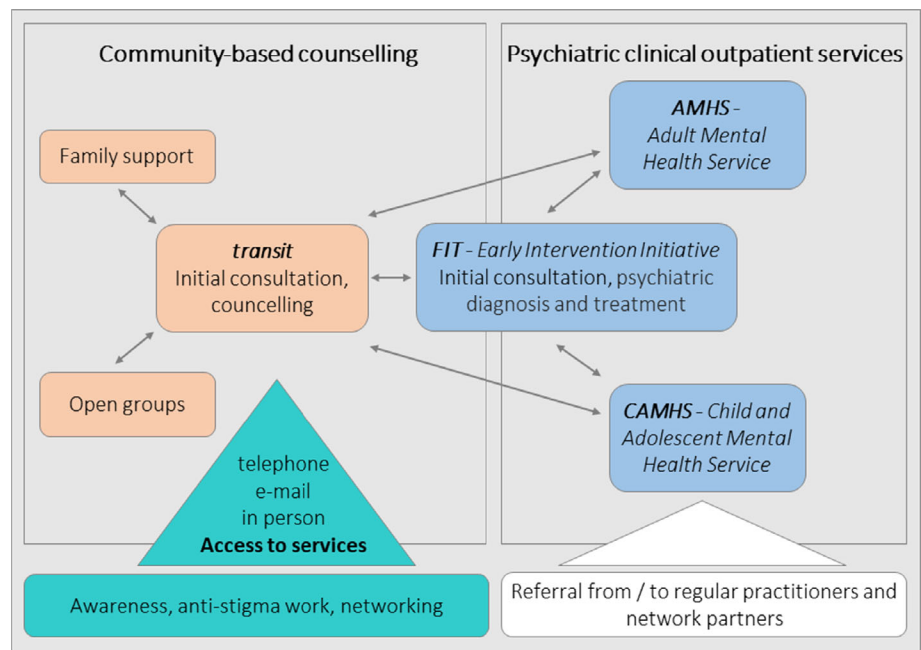 Community-based counselling
Psychiatric clinical outpatient services
Family support
transit
Initial consultation,
councelling
Open groups
AMHS -
Adult Mental
Health Service
FIT - Early Intervention Initiative
Initial consultation, psychiatric
diagnosis and treatment
CAMHS - Child and
Adolescent Mental
Health Service
telephone
e-mail
in person
Access to services
Awareness, anti-stigma work, networking
Referral from / to regular practitioners and
network partners